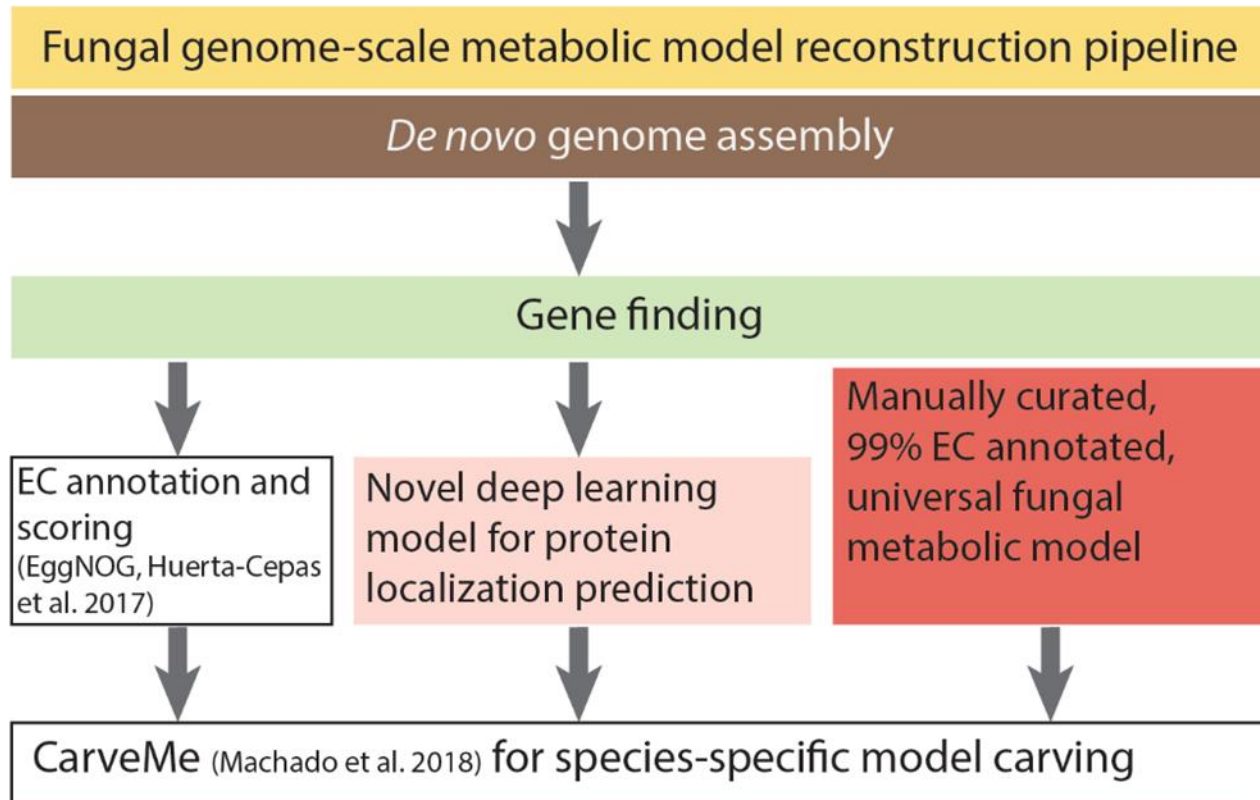 Fungal genome-scale metabolic model reconstruction pipeline
De novo genome assembly
Gene finding
EC annotation and
scoring
(EggNOG, Huerta-Cepas
et al. 2017)
Novel deep learning
model for protein
localization prediction
Manually curated,
99% EC annotated,
universal fungal
metabolic model
CarveMe (Machado et al. 2018) for species-specific model carving